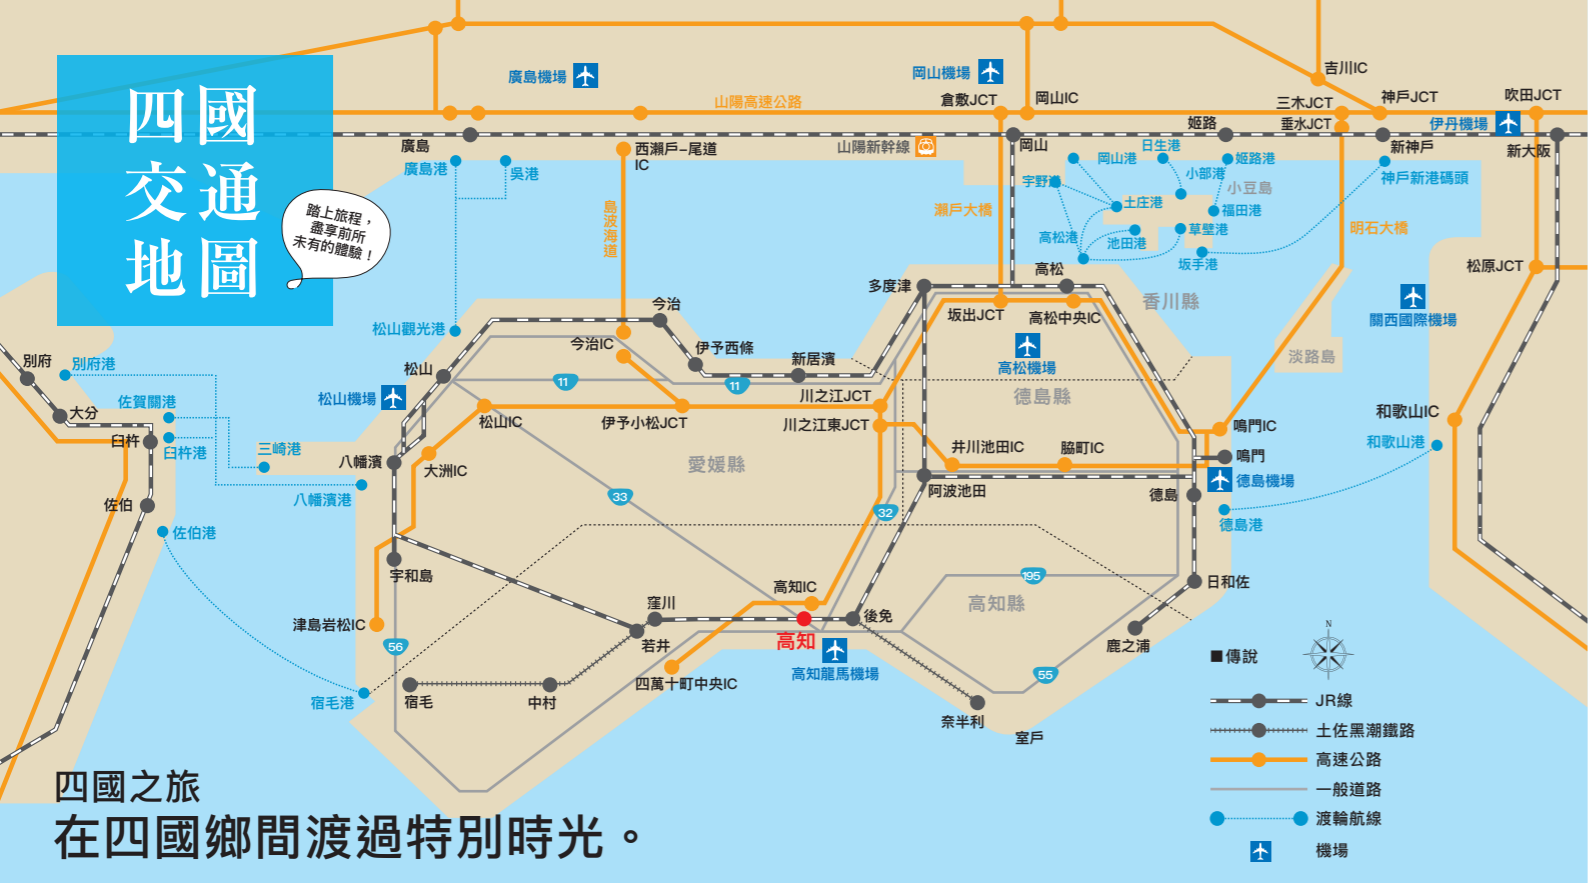 四國
交通
地圖
踏上旅程，
盡享前所
未有的體驗！
廣島機場
岡山機場
吉川IC
山陽高速公路
倉敷JCT
岡山IC
三木JCT
神戶JCT
吹田JCT
垂水JCT
伊丹機場
廣島
西瀨戶–尾道
IC
山陽新幹線
岡山
姬路
新神戶
新大阪
廣島港
吳港
岡山港
日生港
姬路港
小部港
小豆島
神戶新港碼頭
宇野港
土庄港
福田港
島波海道
瀨戶大橋
高松港
池田港
草壁港
坂手港
明石大橋
松原JCT
多度津
高松
香川縣
關西國際機場
今治
坂出JCT
高松中央IC
松山觀光港
今治IC
伊予西條
新居濱
高松機場
淡路島
別府
別府港
松山
11
11
川之江JCT
德島縣
佐賀關港
松山機場
大分
松山IC
伊予小松JCT
川之江東JCT
鳴門IC
和歌山IC
臼杵
臼杵港
三崎港
八幡濱
大洲IC
愛媛縣
井川池田IC
脇町IC
鳴門
和歌山港
八幡濱港
33
阿波池田
德島
德島機場
佐伯
32
德島港
佐伯港
宇和島
高知IC
195
日和佐
窪川
高知縣
津島岩松IC
後免
56
若井
高知
鹿之浦
傳說
N
四萬十町中央IC
高知龍馬機場
55
宿毛港
宿毛
中村
奈半利
室戶
JR線
土佐黑潮鐵路
高速公路
一般道路
渡輪航線
機場
四國之旅
在四國鄉間渡過特別時光。